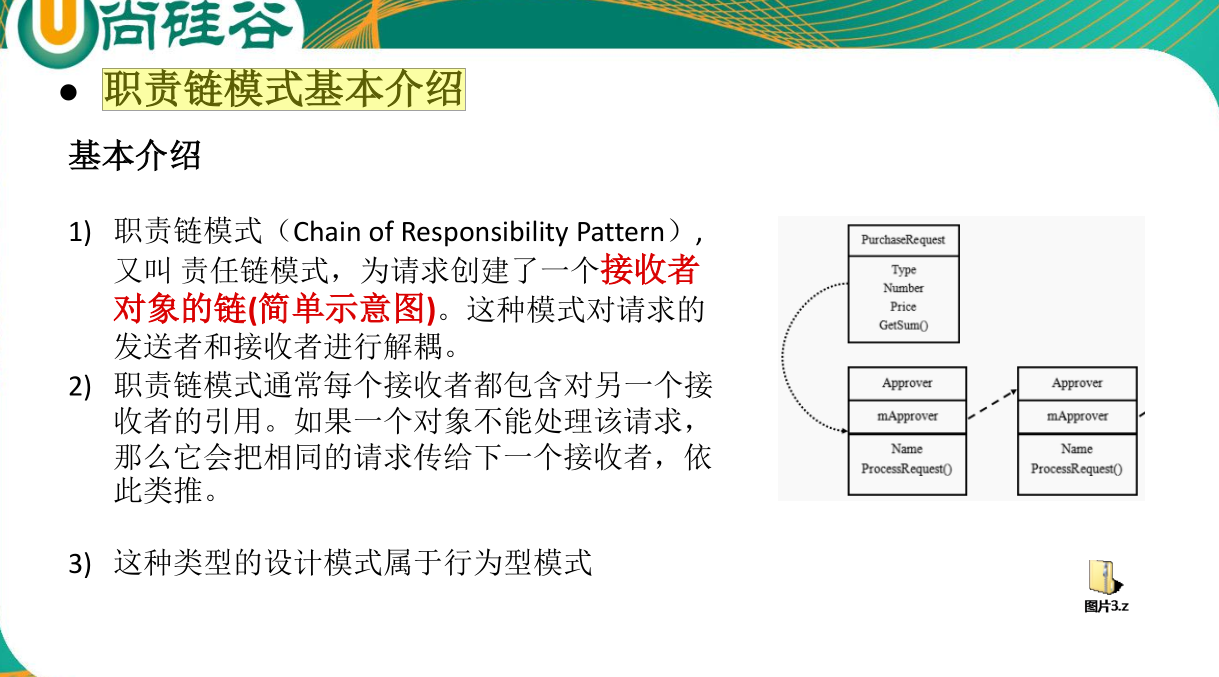 尚硅谷
● 职责链模式基本介绍
基本介绍
1) 职责链模式（Chain of Responsibility Pattern）,
又叫 责任链模式，为请求创建了一个接收者
对象的链(简单示意图)。这种模式对请求的
发送者和接收者进行解耦。
2) 职责链模式通常每个接收者都包含对另一个接
收者的引用。如果一个对象不能处理该请求，
那么它会把相同的请求传给下一个接收者，依
此类推。
3) 这种类型的设计模式属于行为型模式
PurchaseRequest
Type
Number
Price
GetSum()
Approver
mApprover
Name
ProcessRequest()
Approver
mApprover
Name
ProcessRequest()
图片3.z